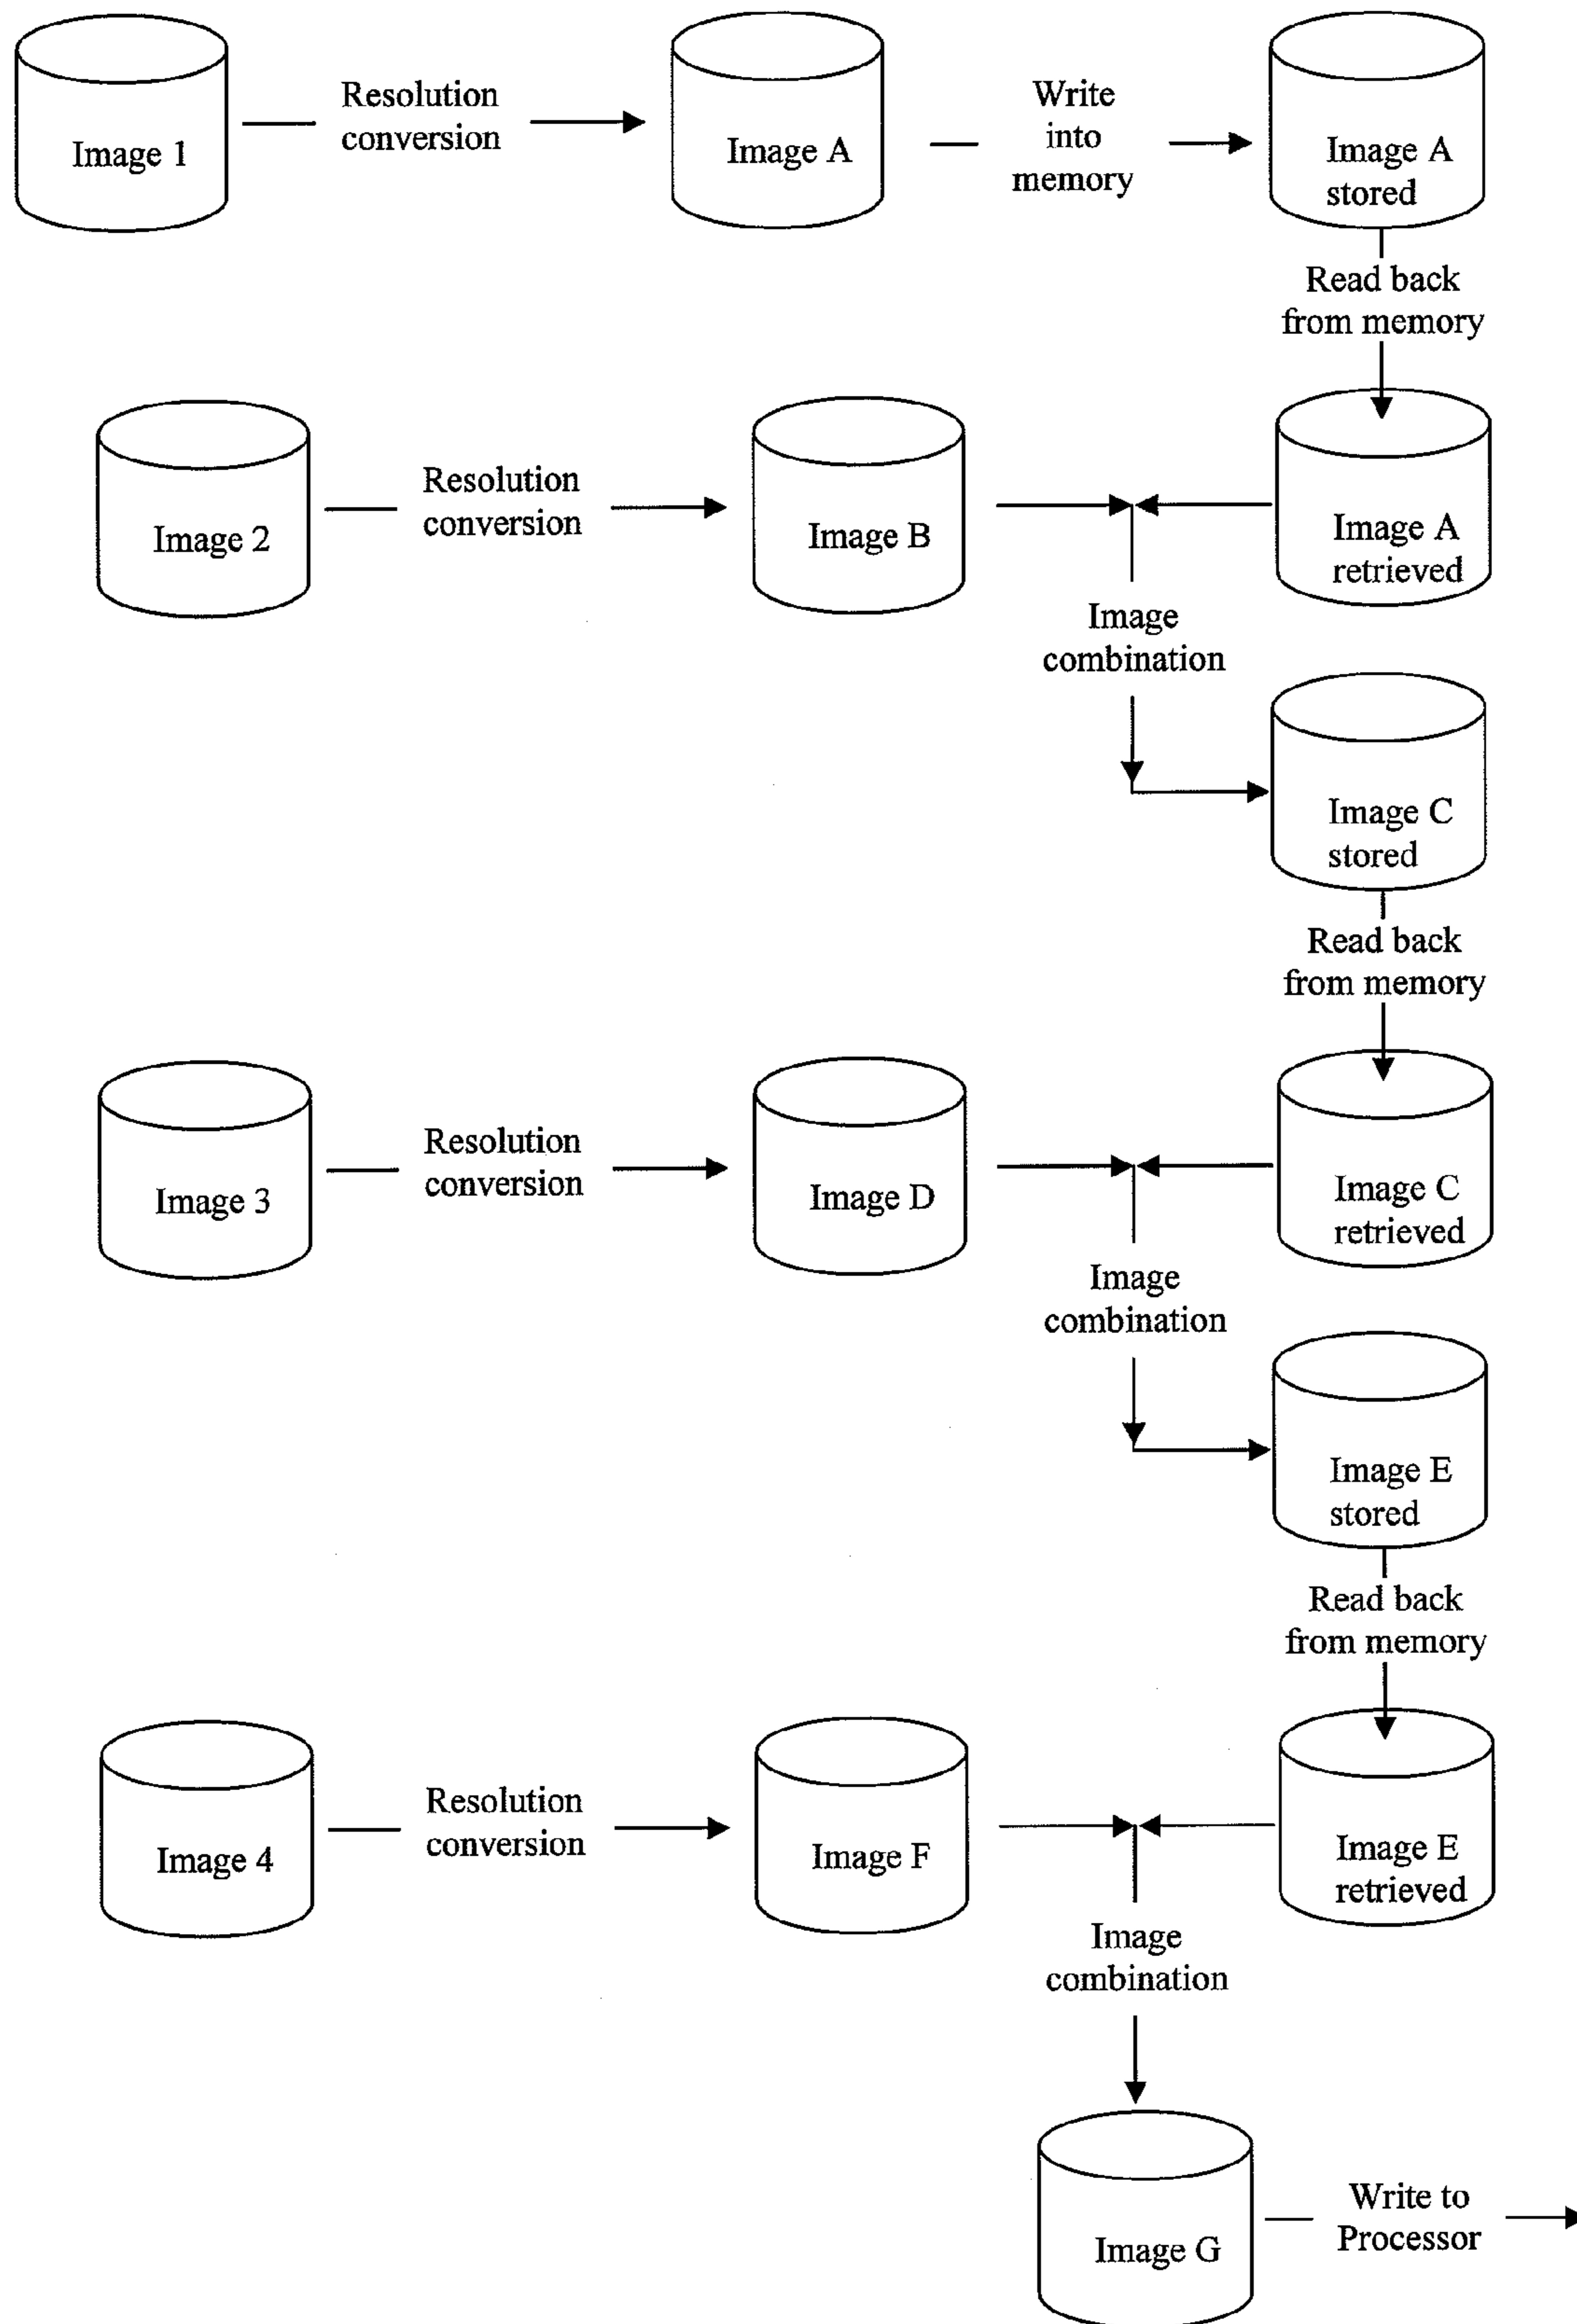 Image 1
Resolution
conversion
Image A
Write
into
memory
Image A
stored
Read back
from memory
Image 2
Resolution
conversion
Image B
Image A
retrieved
Image
combination
Image C
stored
Read back
from memory
Image 3
Resolution
conversion
Image D
Image C
retrieved
Image
combination
Image E
stored
Read back
from memory
Image 4
Resolution
conversion
Image F
Image E
retrieved
Image
combination
Image G
Write to
Processor